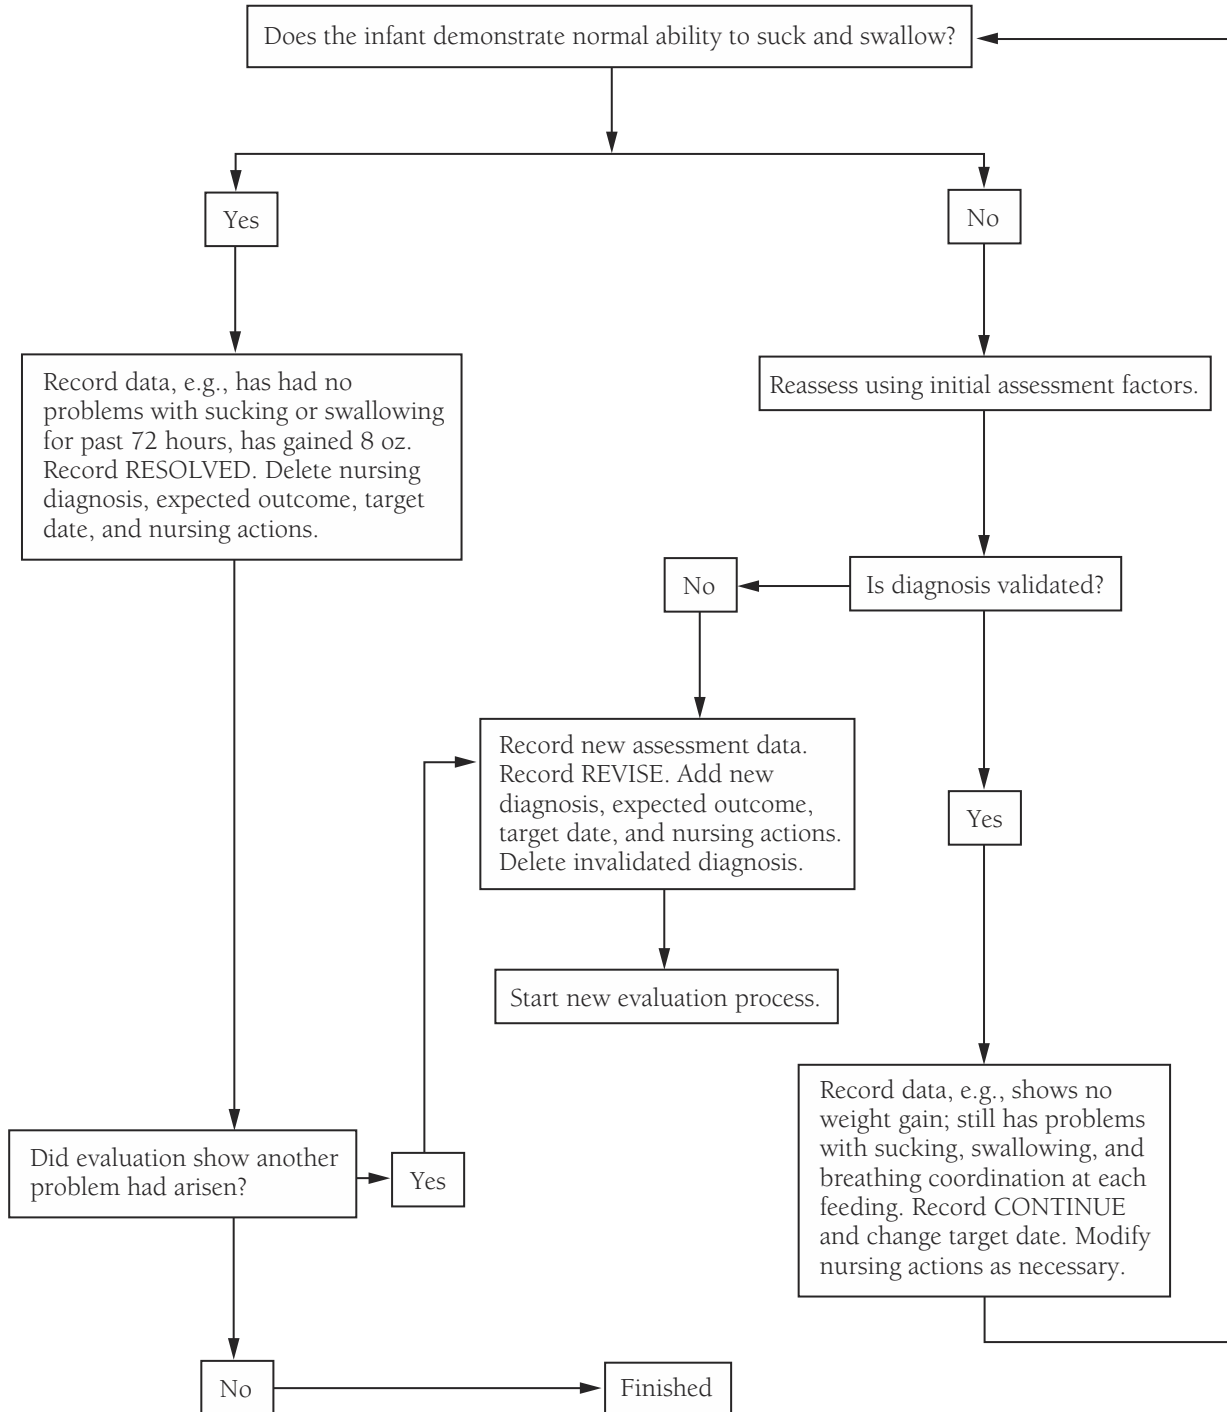 Does the infant demonstrate normal ability to suck and swallow?
Yes
No
Record data, e.g., has had no
problems with sucking or swallowing
for past 72 hours, has gained 8 oz.
Record RESOLVED. Delete nursing
diagnosis, expected outcome, target
date, and nursing actions.
Reassess using initial assessment factors.
Is diagnosis validated?
No
Record new assessment data.
Record REVISE. Add new
diagnosis, expected outcome,
target date, and nursing actions.
Delete invalidated diagnosis.
Yes
Start new evaluation process.
Record data, e.g., shows no
weight gain; still has problems
with sucking, swallowing, and
breathing coordination at each
feeding. Record CONTINUE
and change target date. Modify
nursing actions as necessary.
Did evaluation show another
problem had arisen?
Yes
No
Finished